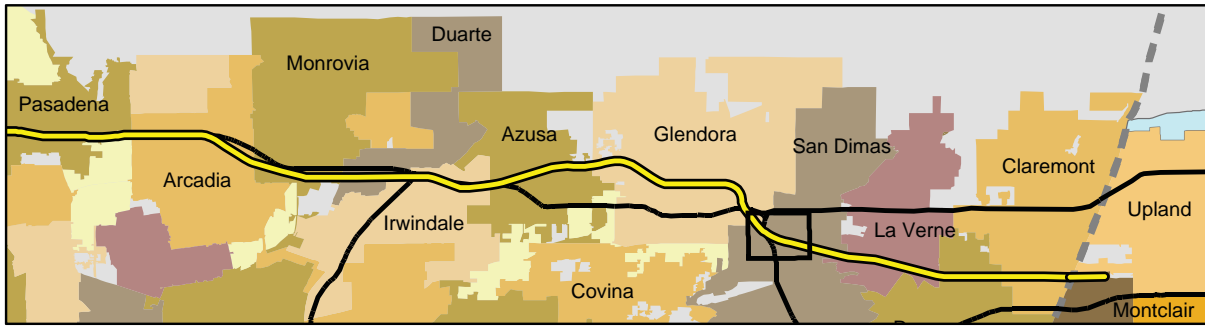 Duarte
Monrovia
Pasadena
Azusa
Glendora
San Dimas
Claremont
Arcadia
Upland
Irwindale
La Verne
Covina
Montclair